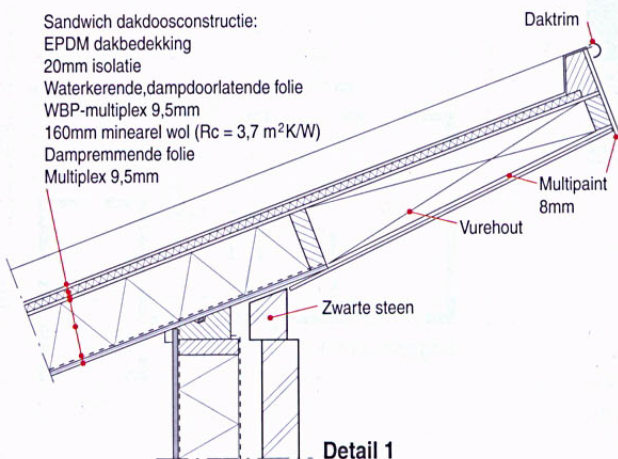 Sandwich dakdoosconstructie:
EPDM dakbedekking
20mm isolatie
Waterkerende,dampdoorlatende folie
WBP-multiplex 9,5mm
160mm minearel wol (Rc = 3,7 m²K/W)
Dampremmende folie
Multiplex 9,5mm
Daktrim
Multipaint
8mm
Vurehout
Zwarte steen
Detail 1